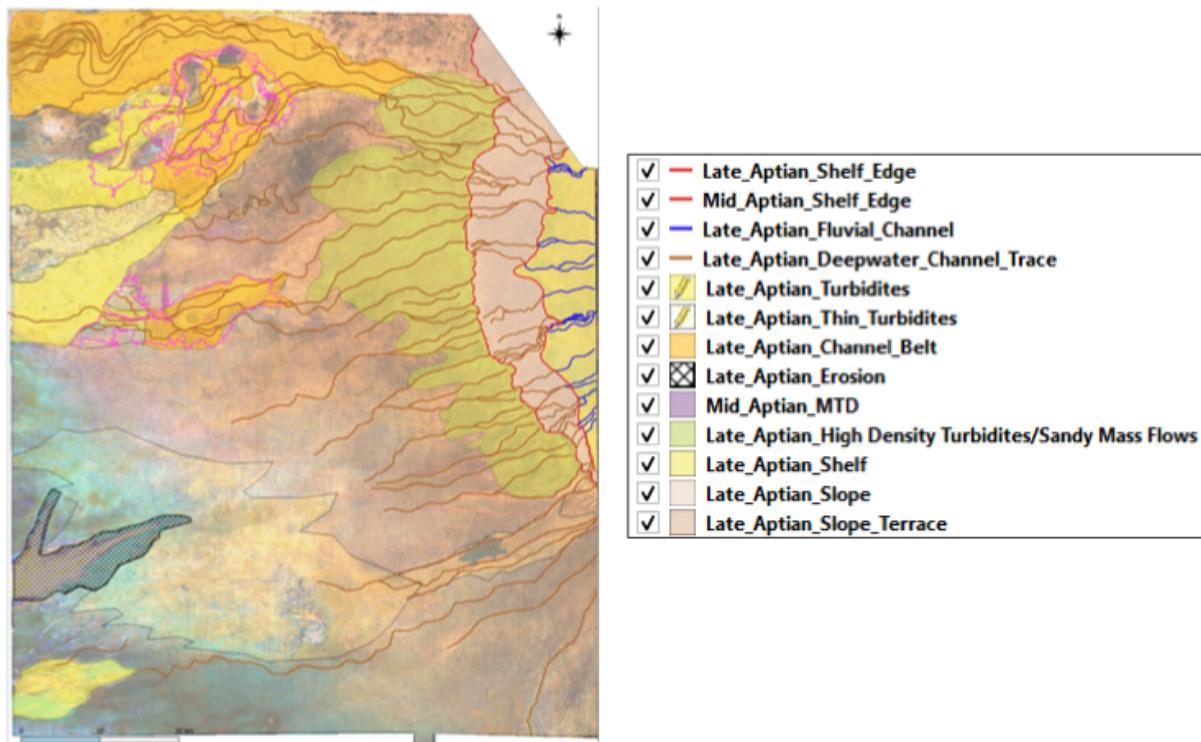 N
Late_Aptian_Shelf_Edge
Mid_Aptian_Shelf_Edge
Late_Aptian_Fluvial_Channel
Late_Aptian_Deepwater_Channel_Trace
Late_Aptian_Turbidites
Late_Aptian_Thin_Turbidites
Late_Aptian_Channel_Belt
Late_Aptian_Erosion
Mid_Aptian_MTD
Late_Aptian_High Density Turbidites/Sandy Mass Flows
Late_Aptian_Shelf
Late_Aptian_Slope
Late_Aptian_Slope_Terrace